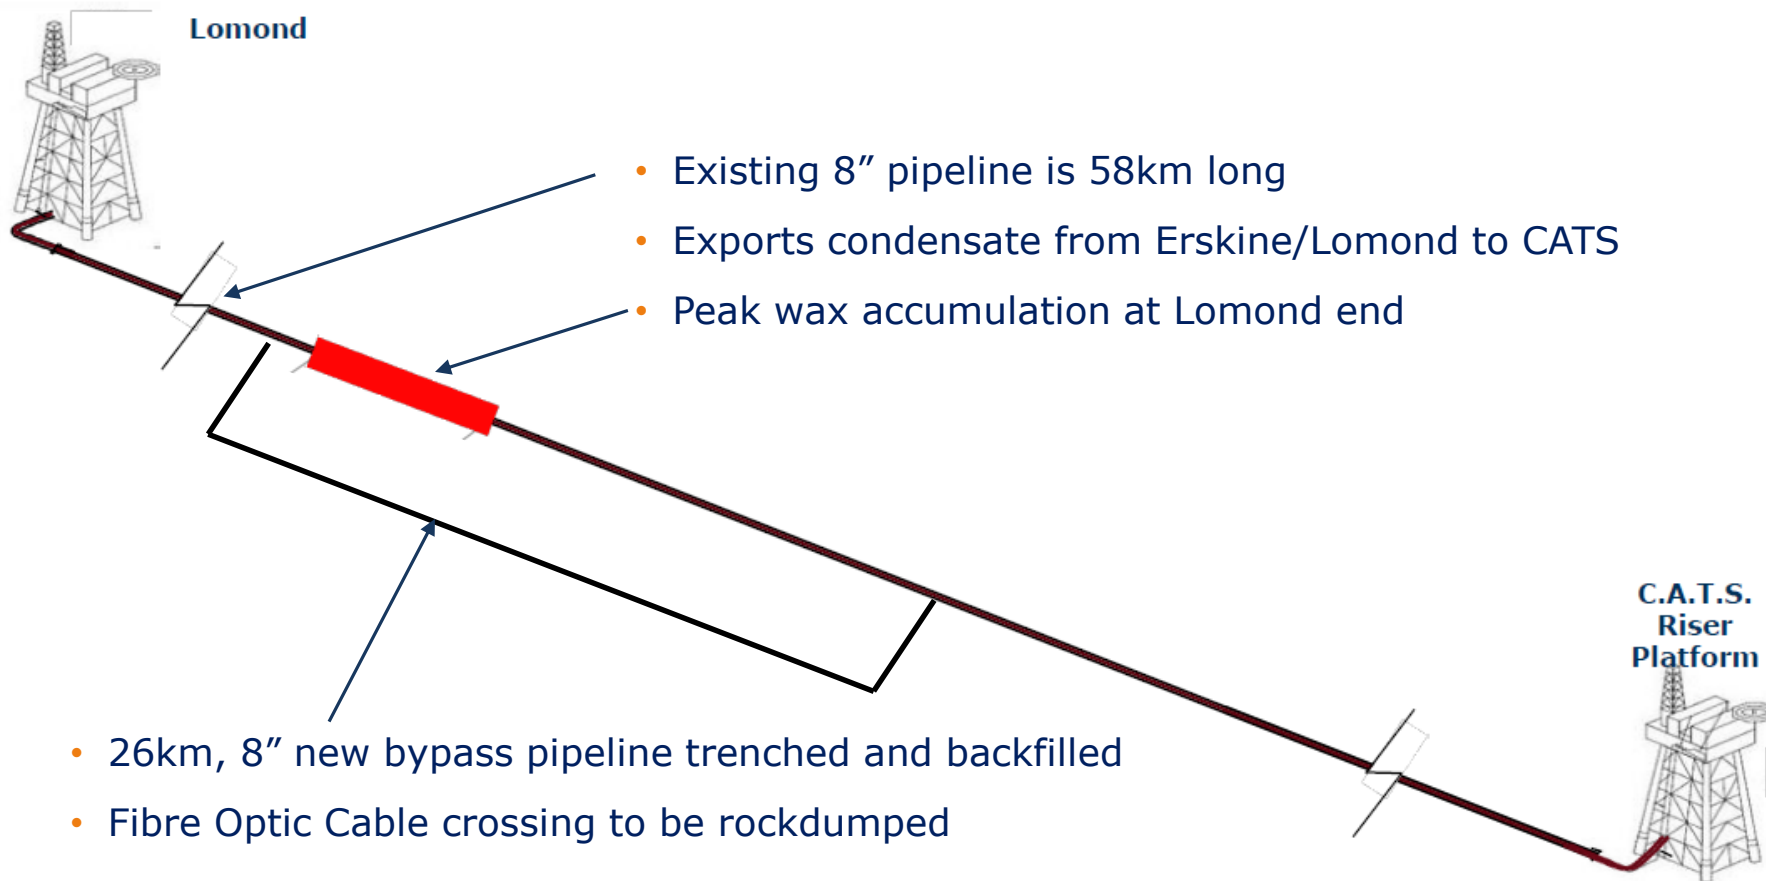 Lomond
• Existing 8” pipeline is 58km long
• Exports condensate from Erskine/Lomond to CATS
• Peak wax accumulation at Lomond end
C.A.T.S.
Riser
Platform
• 26km, 8” new bypass pipeline trenched and backfilled
• Fibre Optic Cable crossing to be rockdumped